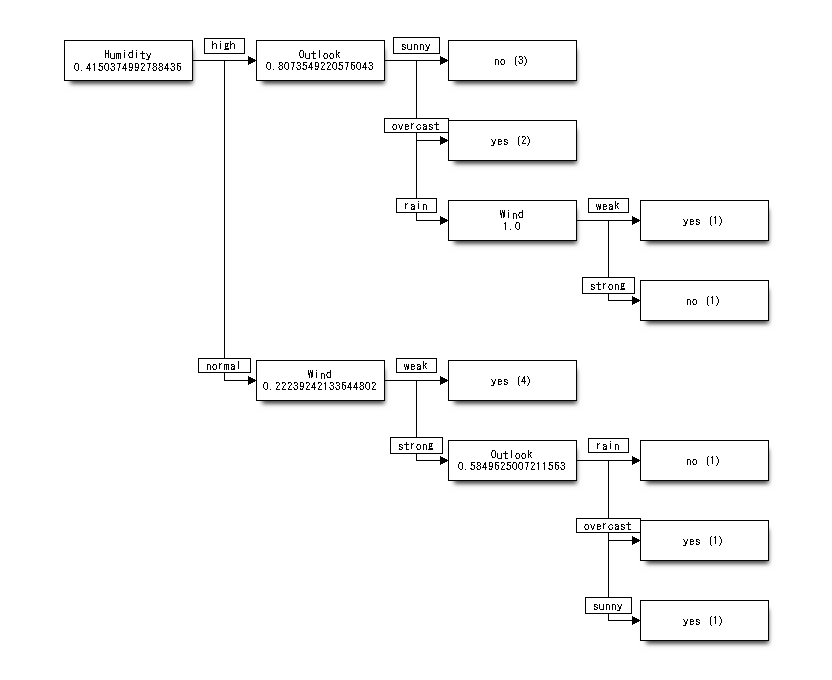 high
Humidity
0.4150374992788436
Outlook
0.8073549220576043
sunny
no (3)
overcast
yes (2)
rain
Wind
1.0
weak
yes (1)
strong
no (1)
normal
Wind
0.22239242133644802
weak
yes (4)
strong
Outlook
0.5849625007211563
rain
no (1)
overcast
yes (1)
sunny
yes (1)